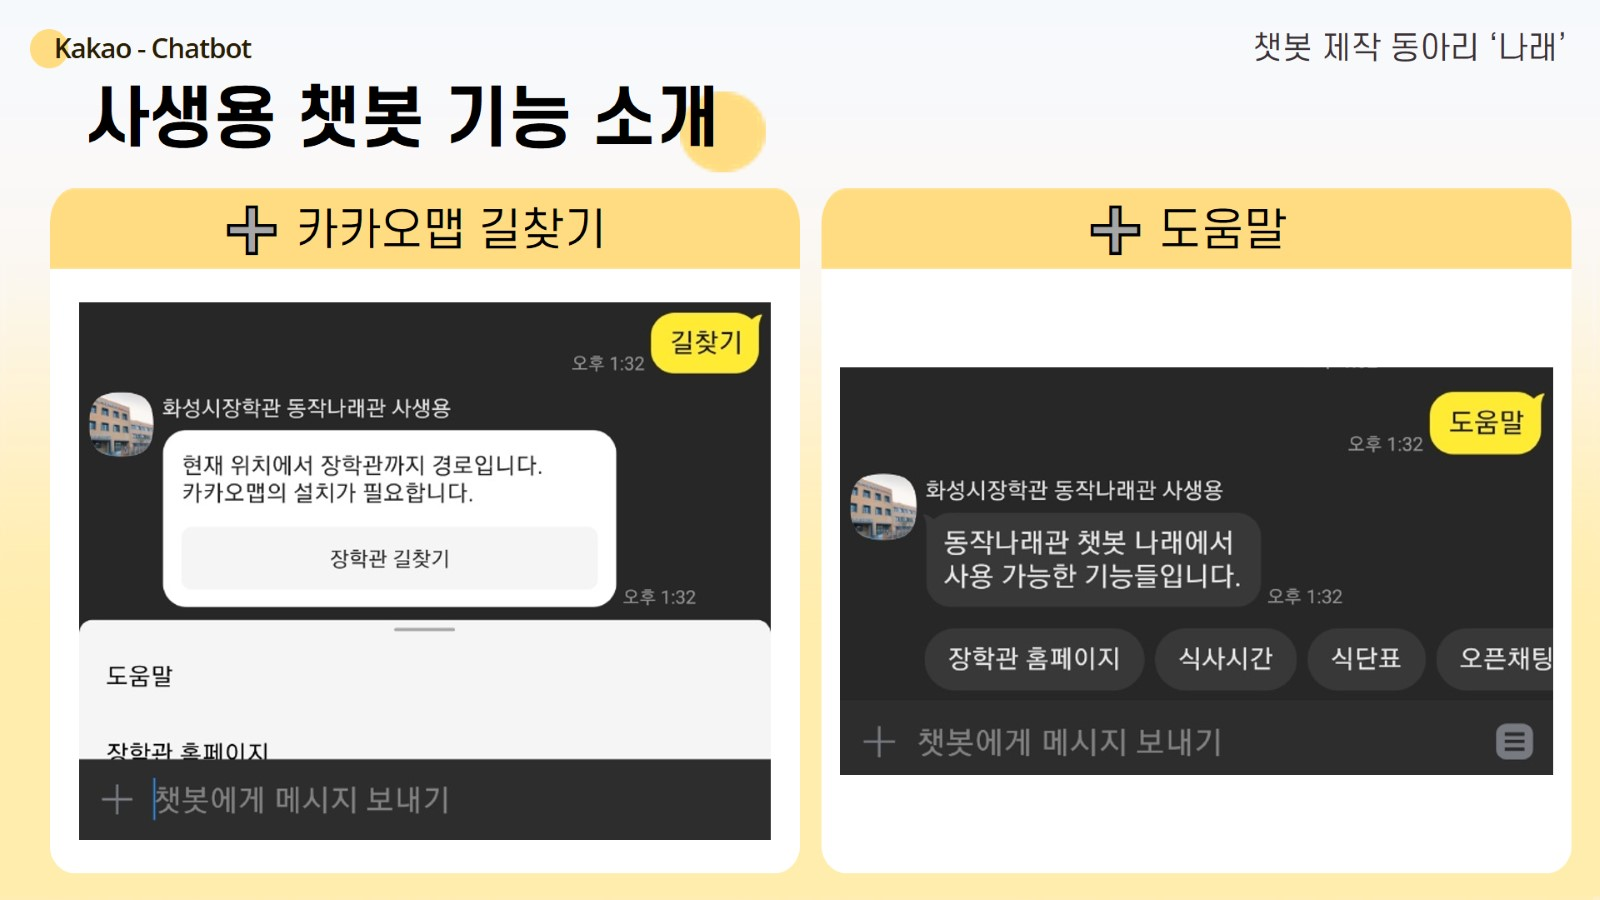 Kakao - Chatbot
챗봇 제작 동아리 ‘나래’
사생용 챗봇 기능 소개
카카오맵 길찾기
길찾기
오후 1:32
화성시장학관 동작나래관 사생용
현재 위치에서 장학관까지 경로입니다.
카카오맵의 설치가 필요합니다.
장학관 길찾기
오후 1:32
도움말
장학관 홈페이지
챗봇에게 메시지 보내기
도움말
도움말
오후 1:32
화성시장학관 동작나래관 사생용
동작나래관 챗봇 나래에서
사용 가능한 기능들입니다.
오후 1:32
장학관 홈페이지 식사시간 식단표 오픈채팅
챗봇에게 메시지 보내기